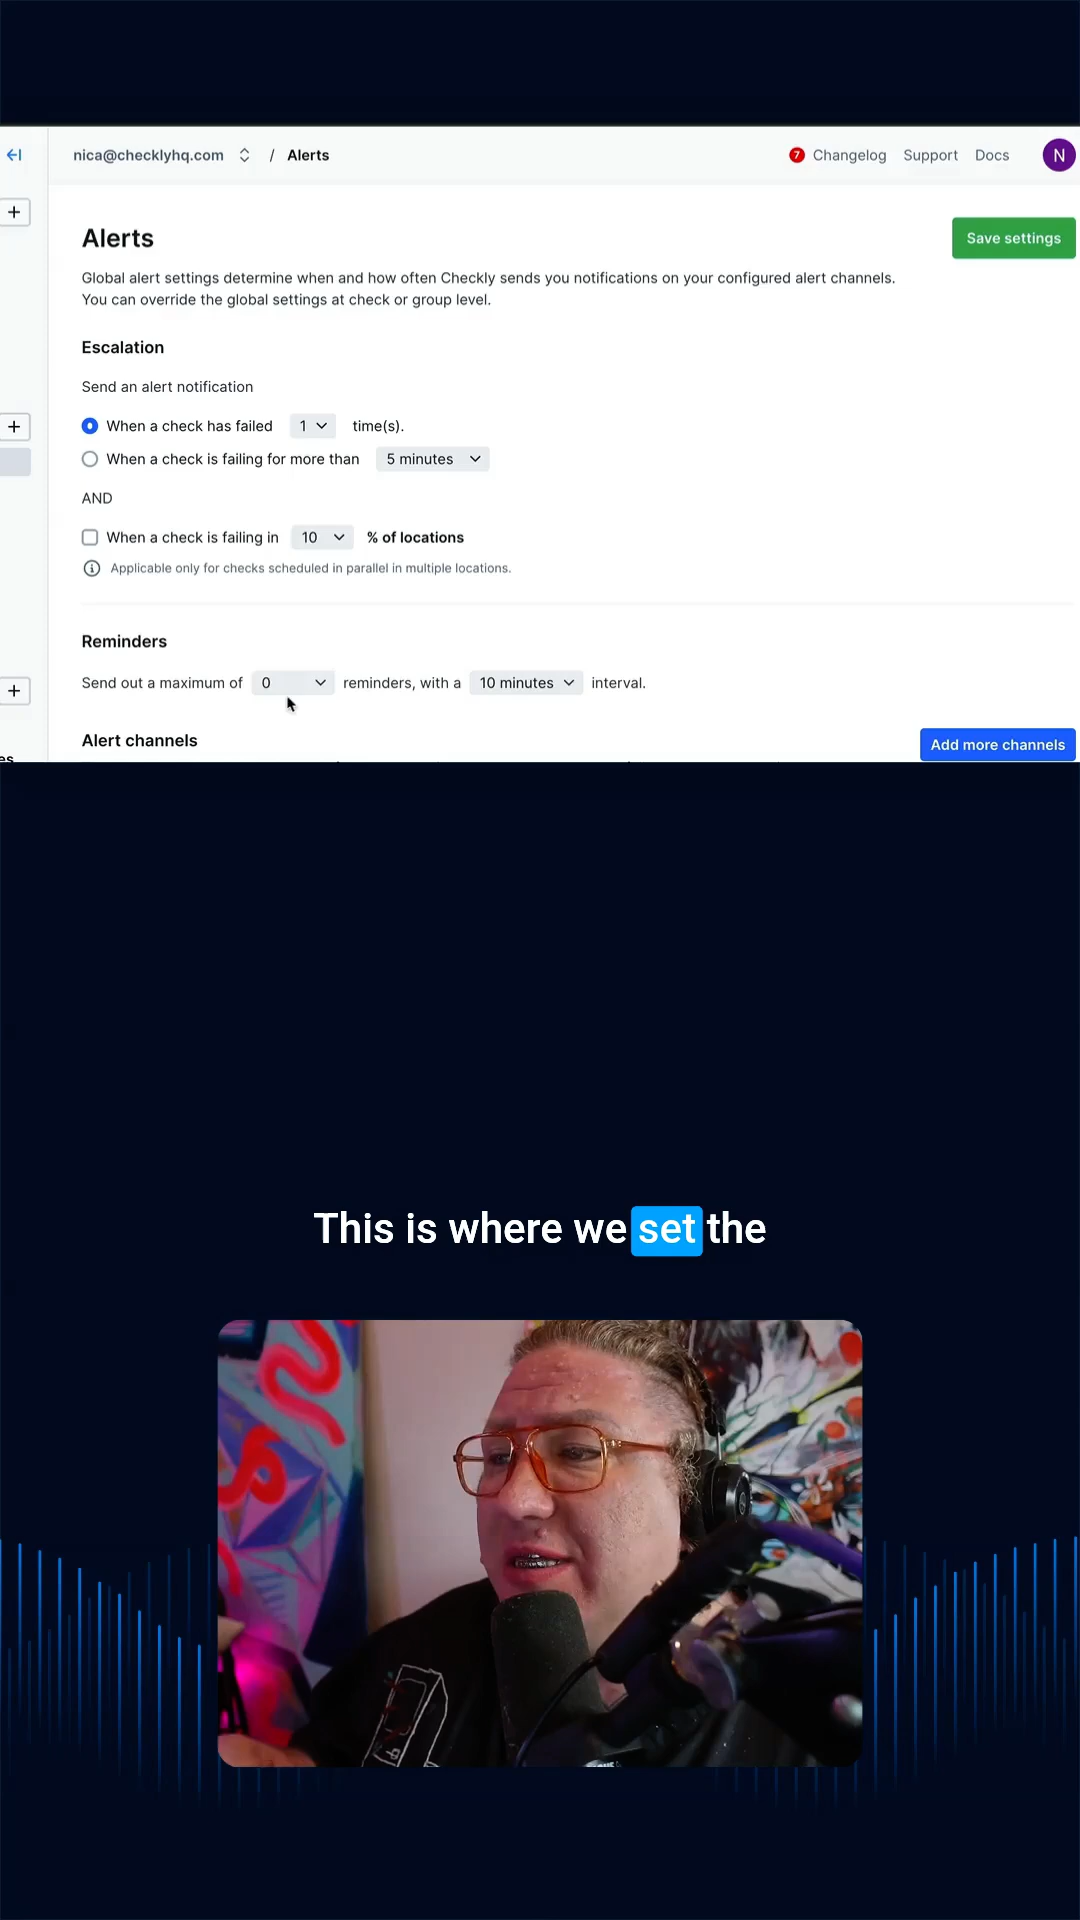 nica@checklyhq.com / Alerts
7 Changelog Support Docs N
Alerts
Save settings
Global alert settings determine when and how often Checkly sends you notifications on your configured alert channels.
You can override the global settings at check or group level.
Escalation
Send an alert notification
When a check has failed 1 time(s).
When a check is failing for more than 5 minutes
AND
When a check is failing in 10 % of locations
Applicable only for checks scheduled in parallel in multiple locations.
Reminders
Send out a maximum of 0 reminders, with a 10 minutes interval.
Alert channels
Add more channels
This is where we set the